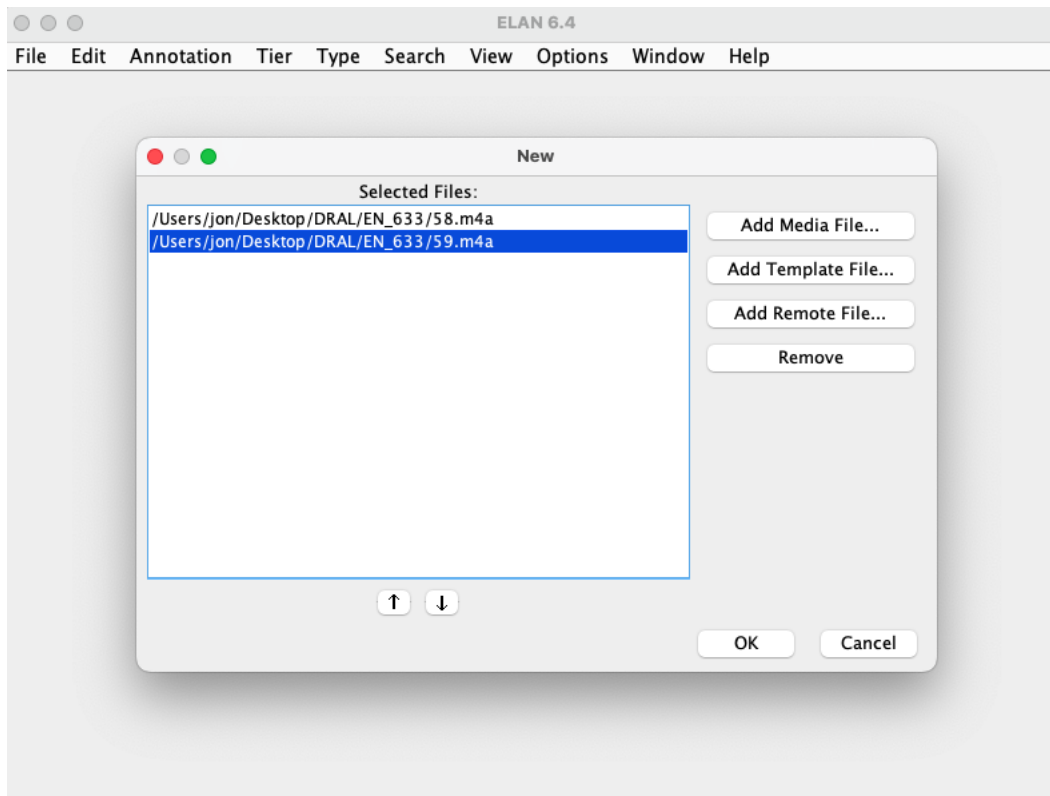 ELAN 6.4
File Edit Annotation Tier Type Search View Options Window Help
New
Selected Files:
/Users/jon/Desktop/DRAL/EN_633/58.m4a
/Users/jon/Desktop/DRAL/EN_633/59.m4a
Add Media File...
Add Template File...
Add Remote File...
Remove
↑ ↓
OK Cancel